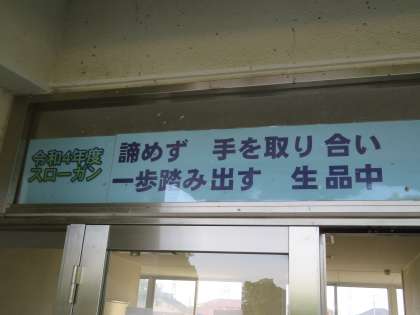 令和4年度
スローガン
諦めず 手を取り合い
一歩踏み出す 生品中